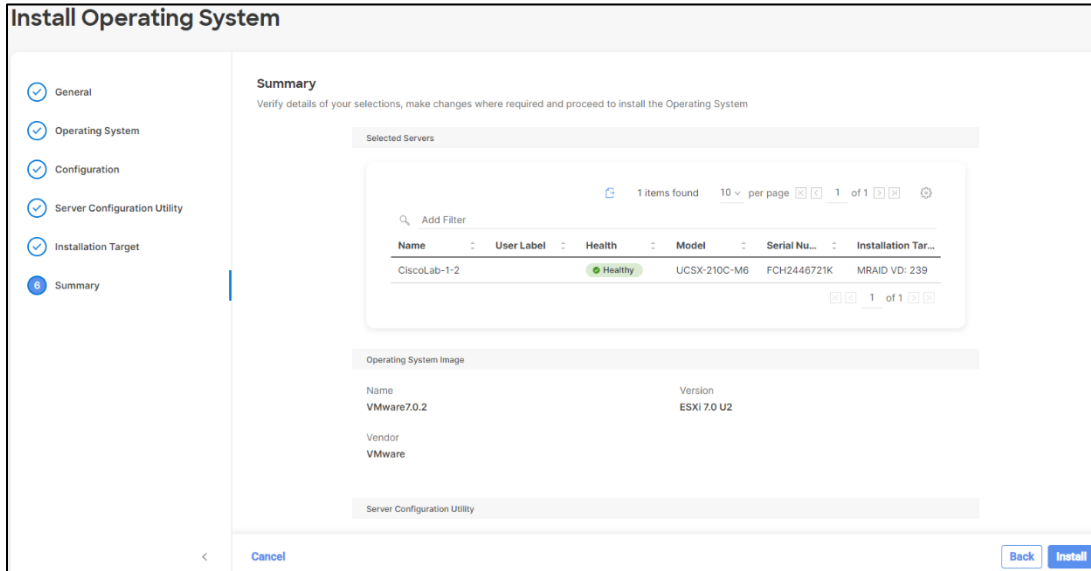 Install Operating System
General
Operating System
Configuration
Server Configuration Utility
Installation Target
6 Summary
Summary
Verify details of your selections, make changes where required and proceed to install the Operating System
Selected Servers
1 items found 10 per page 1 of 1
Add Filter
Name User Label Health Model Serial Nu... Installation Tar...
CiscoLab-1-2 Healthy UCSX-210C-M6 FCH2446721K MRAID VD: 239
1 of 1
Operating System Image
Name Version
VMware7.0.2 ESXi 7.0 U2
Vendor
VMware
Server Configuration Utility
Cancel Back Install